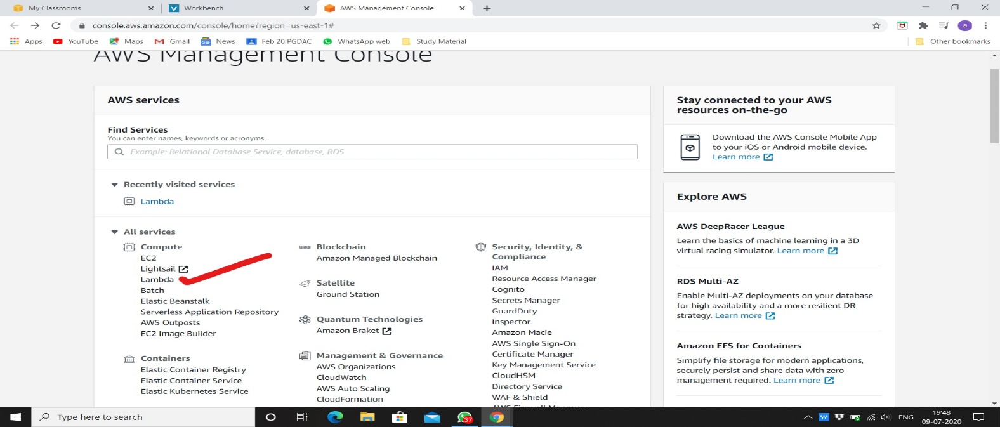 My Classrooms
Workbench
AWS Management Console
console.aws.amazon.com/console/home?region=us-east-1#
a
Apps
YouTube
Maps
Gmail
News
Feb 20 PGDAC
WhatsApp web
Study Material
Other bookmarks
AWS Management Console
AWS services
Find Services
You can enter names, keywords or acronyms.
Example: Relational Database Service, database, RDS
Recently visited services
Lambda
All services
Compute
EC2
Lightsail
Lambda
Batch
Elastic Beanstalk
Serverless Application Repository
AWS Outposts
EC2 Image Builder
Containers
Elastic Container Registry
Elastic Container Service
Elastic Kubernetes Service
Blockchain
Amazon Managed Blockchain
Satellite
Ground Station
Quantum Technologies
Amazon Braket
Management & Governance
AWS Organizations
CloudWatch
AWS Auto Scaling
CloudFormation
Security, Identity, &
Compliance
IAM
Resource Access Manager
Cognito
Secrets Manager
GuardDuty
Inspector
Amazon Macie
AWS Single Sign-On
Certificate Manager
Key Management Service
CloudHSM
Directory Service
WAF & Shield
AWS Firewall Manager
Stay connected to your AWS
resources on-the-go
Download the AWS Console Mobile App
to your iOS or Android mobile device.
Learn more
Explore AWS
AWS DeepRacer League
Learn the basics of machine learning in a 3D
virtual racing simulator. Learn more
RDS Multi-AZ
Enable Multi-AZ deployments on your database
for high availability and a more resilient DR
strategy. Learn more
Amazon EFS for Containers
Simplify file storage for modern applications,
securely persist and share data with zero
management required. Learn more
Type here to search
37
ENG
19:48
09-07-2020